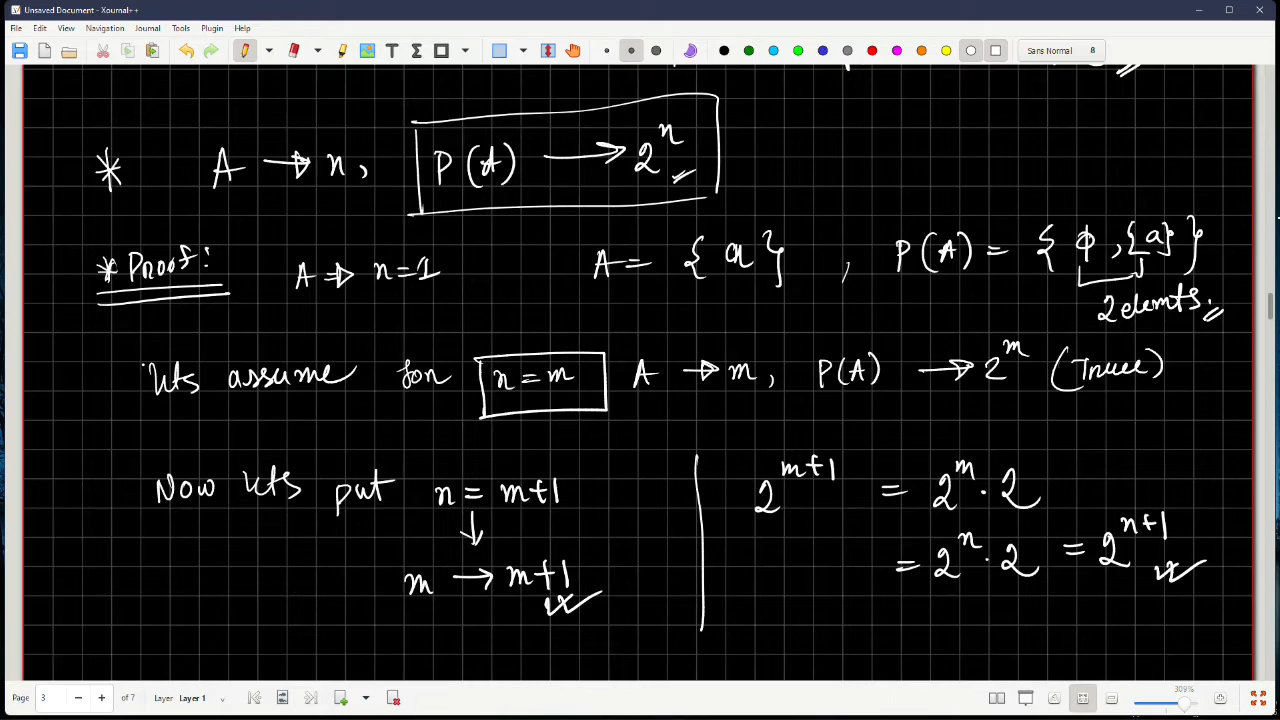 Unsaved Document - Xournal++
File Edit View Navigation Journal Tools Plugin Help
Sans Normal 8
* A → n, P(A) → 2^n
* Proof: A ⇒ n=1 A = { a } , P(A) = { ϕ , {a} }
2 elemts.
lets assume for n = m A → m, P(A) → 2^m (True)
Now lets put n = m+1
↓
m → m+1
2^{m+1} = 2^m · 2
= 2^n · 2 = 2^{n+1}
Page 3 of 7 Layer Layer 1 309%